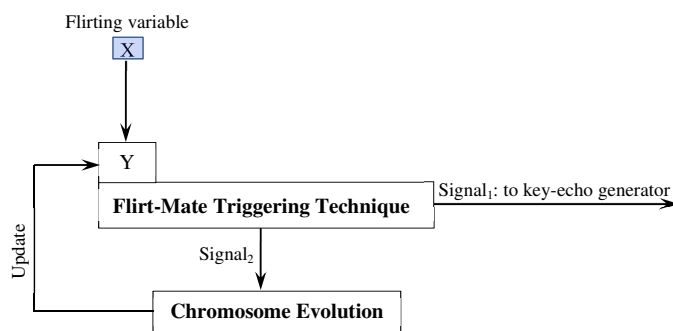 Flirting variable
X
Y
Signal₁: to key-echo generator
Flirt-Mate Triggering Technique
Signal₂
Update
Chromosome Evolution